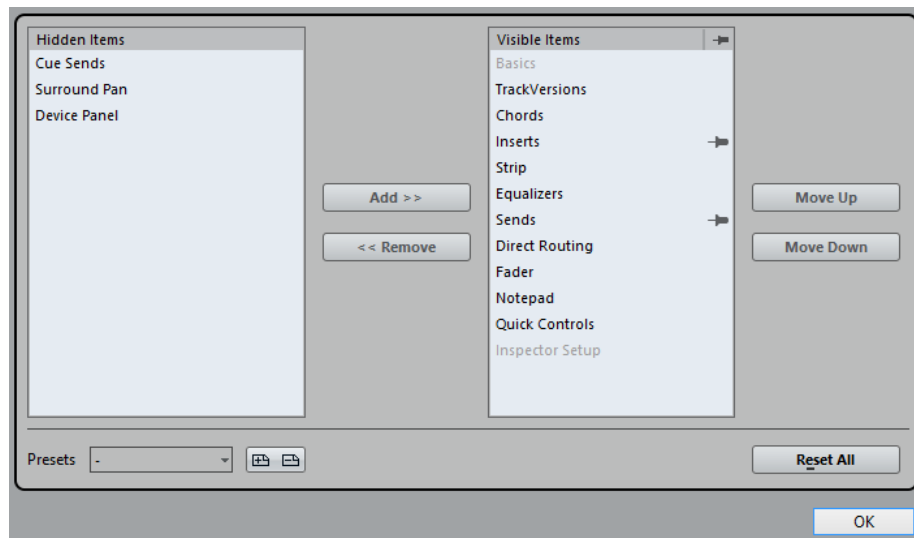 Hidden Items
Cue Sends
Surround Pan
Device Panel
Add >>
<< Remove
Visible Items
Basics
TrackVersions
Chords
Inserts
Strip
Equalizers
Sends
Direct Routing
Fader
Notepad
Quick Controls
Inspector Setup
Move Up
Move Down
Presets -
Reset All
OK